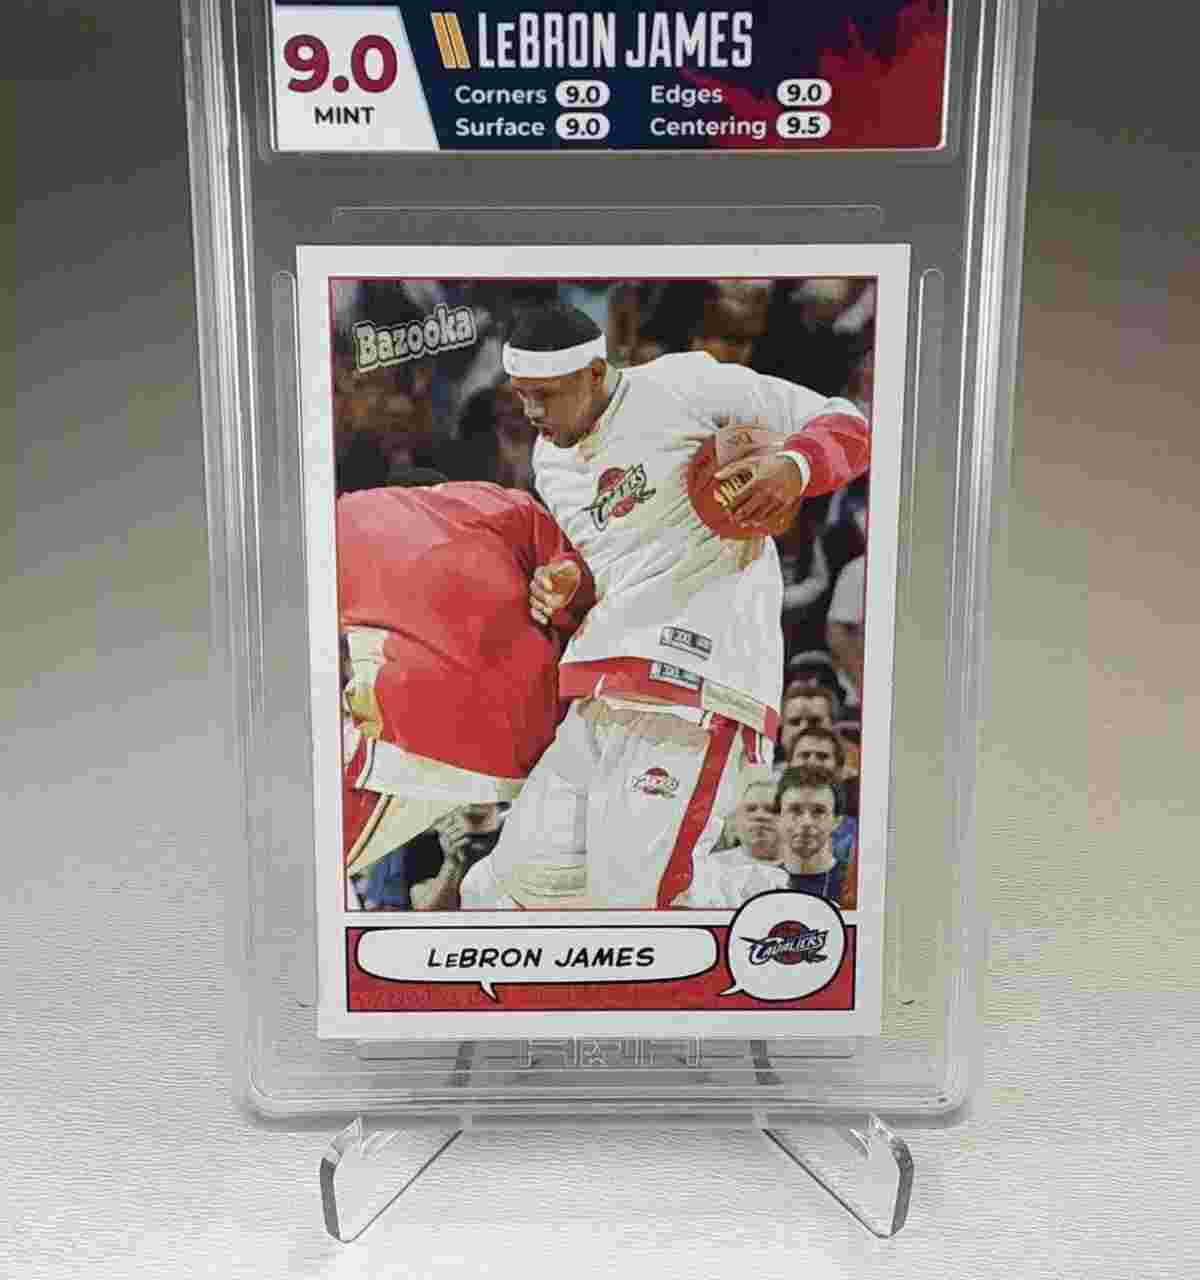 9.0
MINT
LEBRON JAMES
Corners 9.0 Edges 9.0
Surface 9.0 Centering 9.5
Bazooka
LEBRON JAMES
CAVALIERS